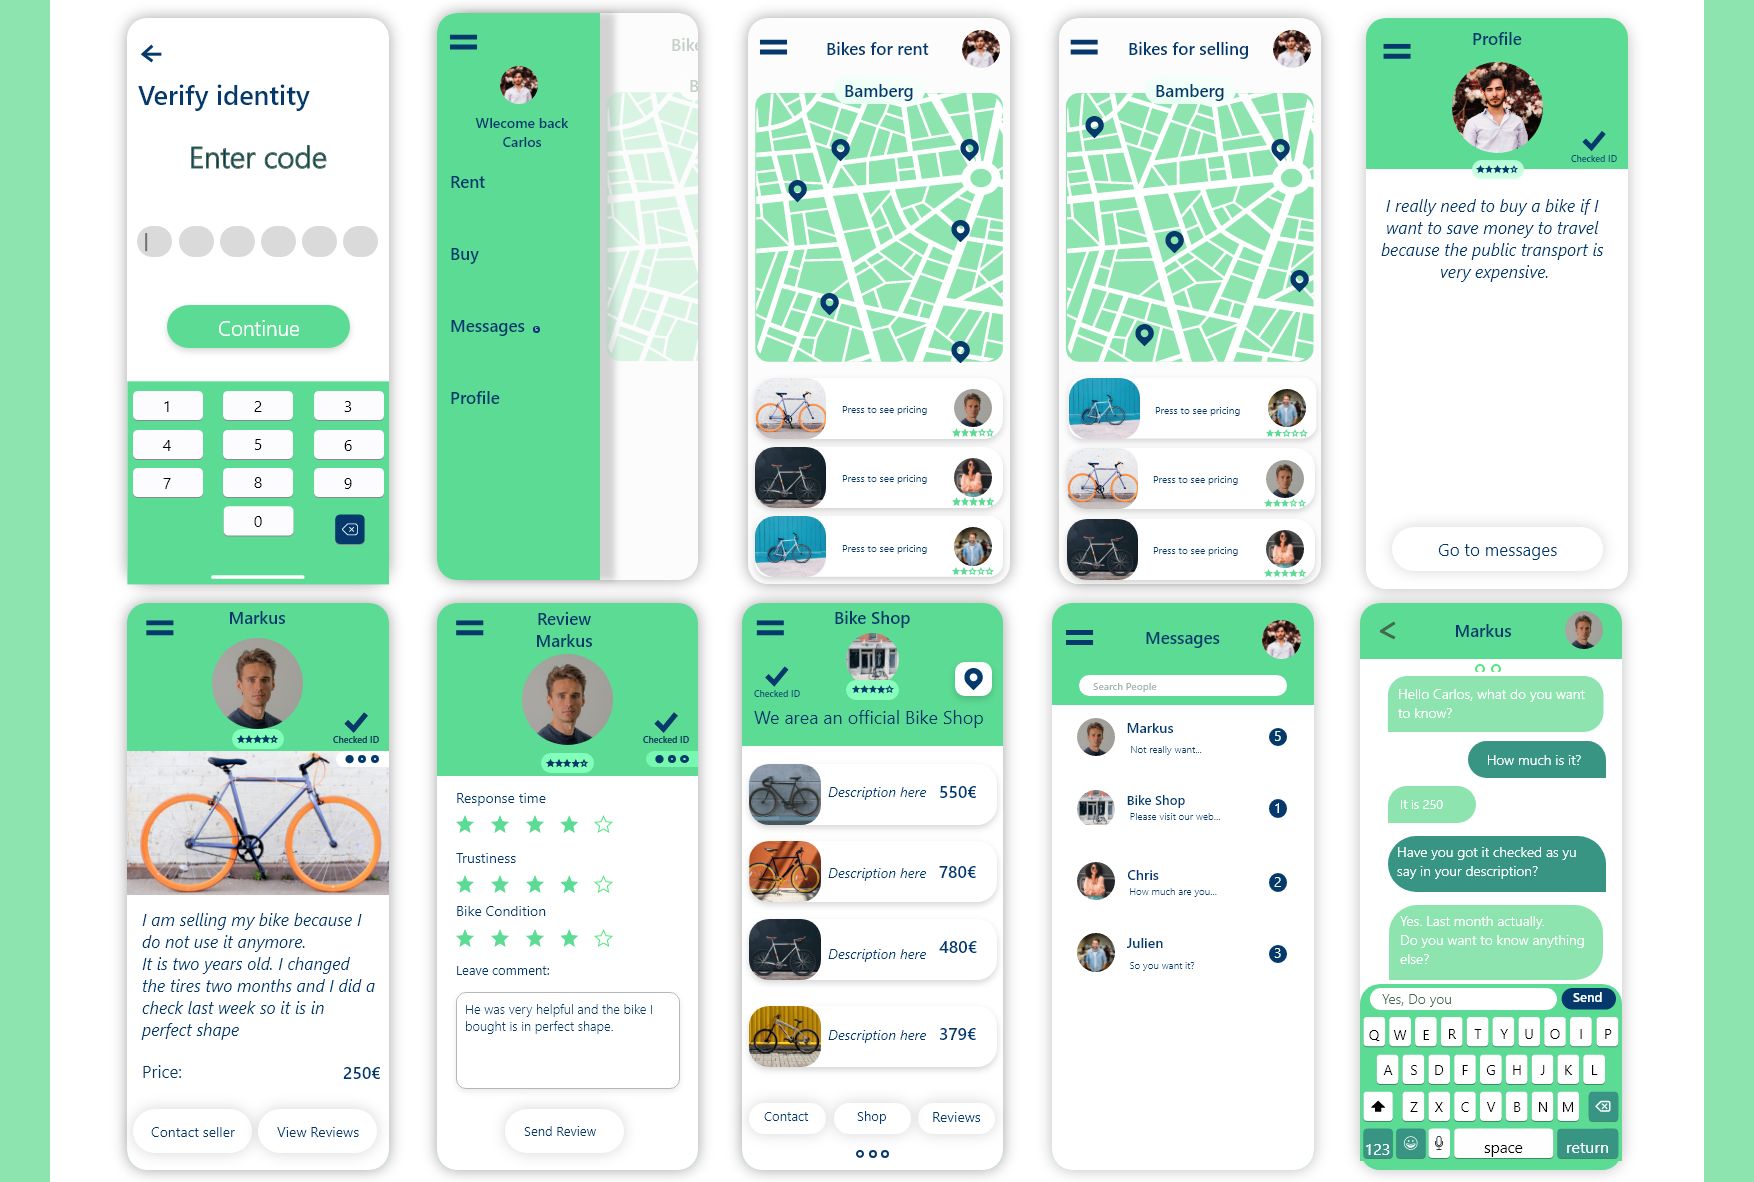 Verify identity
Enter code
Continue
1 2 3
4 5 6
7 8 9
0
Bike
B
Wlecome back
Carlos
Rent
Buy
Messages
Profile
Bikes for rent
Bamberg
Press to see pricing
Press to see pricing
Press to see pricing
Bikes for selling
Bamberg
Press to see pricing
Press to see pricing
Press to see pricing
Profile
Checked ID
I really need to buy a bike if I
want to save money to travel
because the public transport is
very expensive.
Go to messages
Markus
Checked ID
I am selling my bike because I
do not use it anymore.
It is two years old. I changed
the tires two months and I did a
check last week so it is in
perfect shape
Price: 250€
Contact seller View Reviews
Review
Markus
Checked ID
Response time
Trustiness
Bike Condition
Leave comment:
He was very helpful and the bike I
bought is in perfect shape.
Send Review
Bike Shop
Checked ID
We area an official Bike Shop
Description here 550€
Description here 780€
Description here 480€
Description here 379€
Contact Shop Reviews
Messages
Search People
Markus
Not really want...
5
Bike Shop
Please visit our web...
1
Chris
How much are you...
2
Julien
So you want it?
3
< Markus
Hello Carlos, what do you want
to know?
How much is it?
It is 250
Have you got it checked as yu
say in your description?
Yes. Last month actually.
Do you want to know anything
else?
Yes, Do you Send
Q W E R T Y U O I P
A S D F G H J K L
Z X C V B N M
123 space return